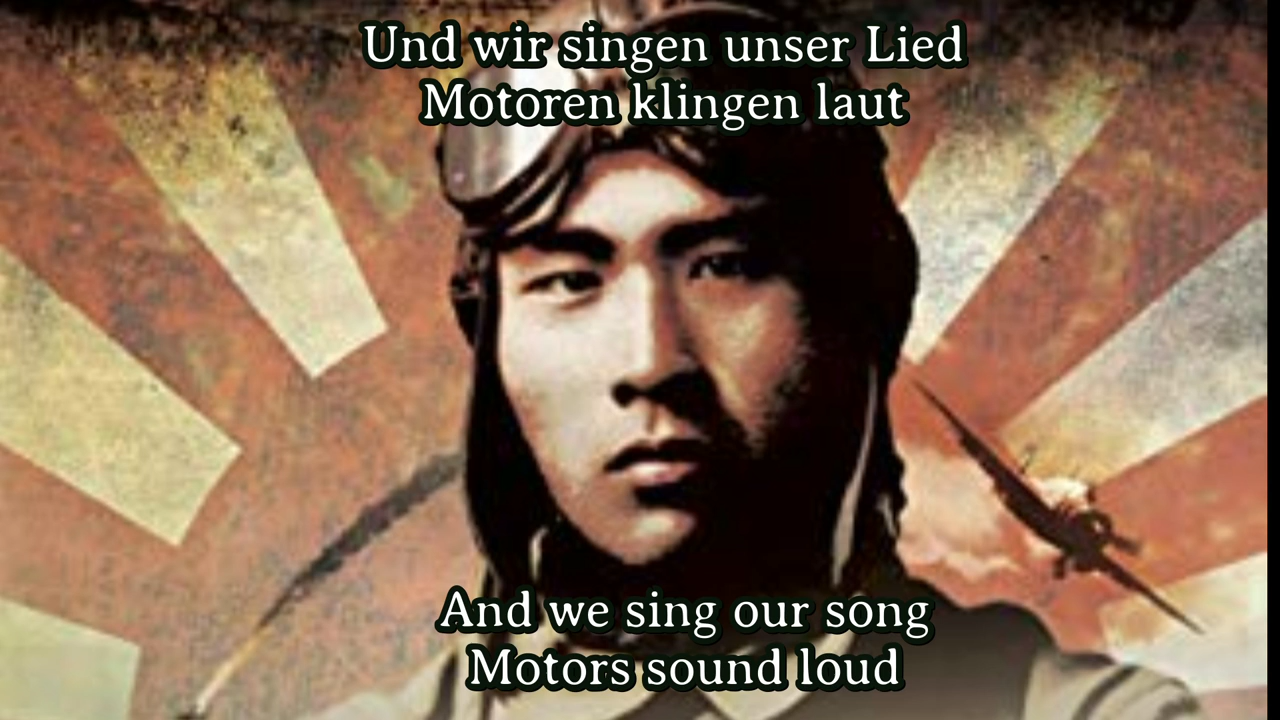 Und wir singen unser Lied
Motoren klingen laut
And we sing our song
Motors sound loud